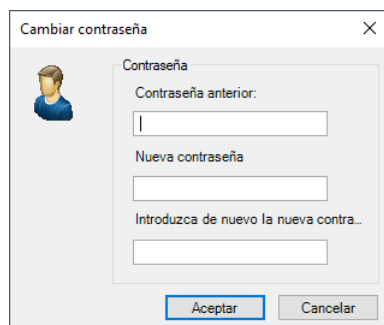 Cambiar contraseña
Contraseña
Contraseña anterior:
Nueva contraseña
Introduzca de nuevo la nueva contra...
Aceptar
Cancelar